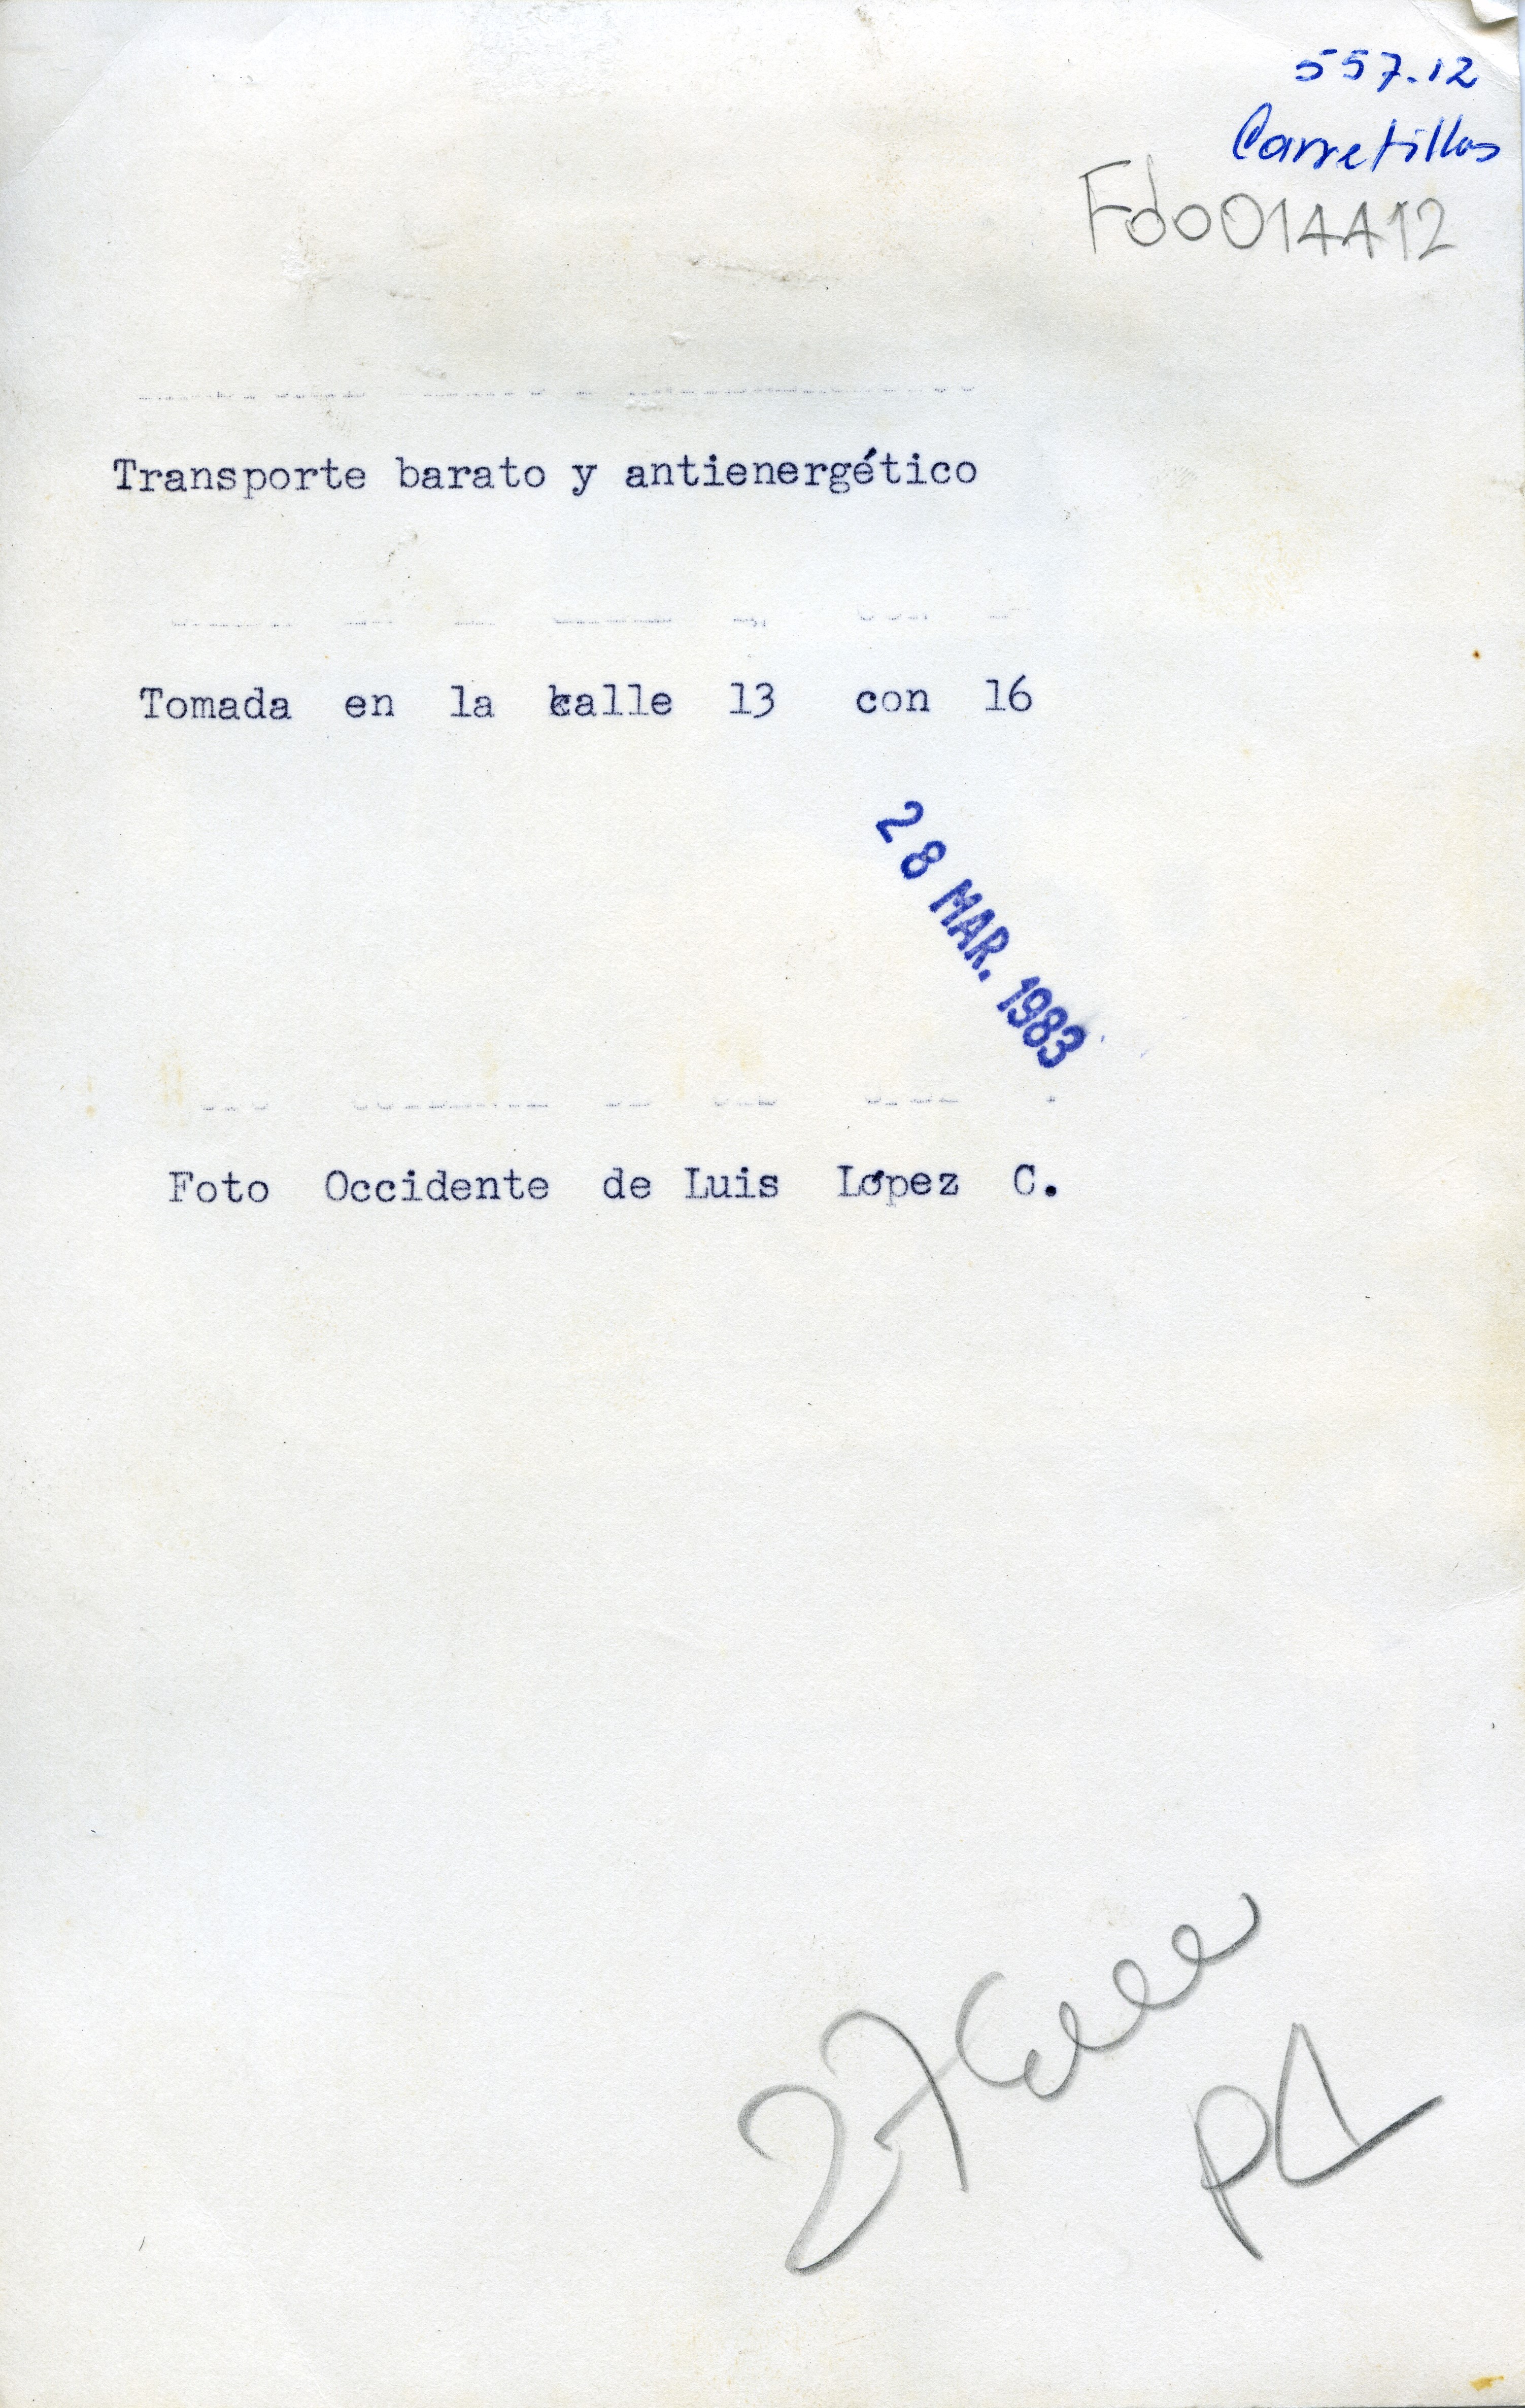 557.12
Carretillas
Fdo014412
Transporte barato y antienergético
Tomada en la calle 13 con 16
28 MAR. 1983
Foto Occidente de Luis López C.
27